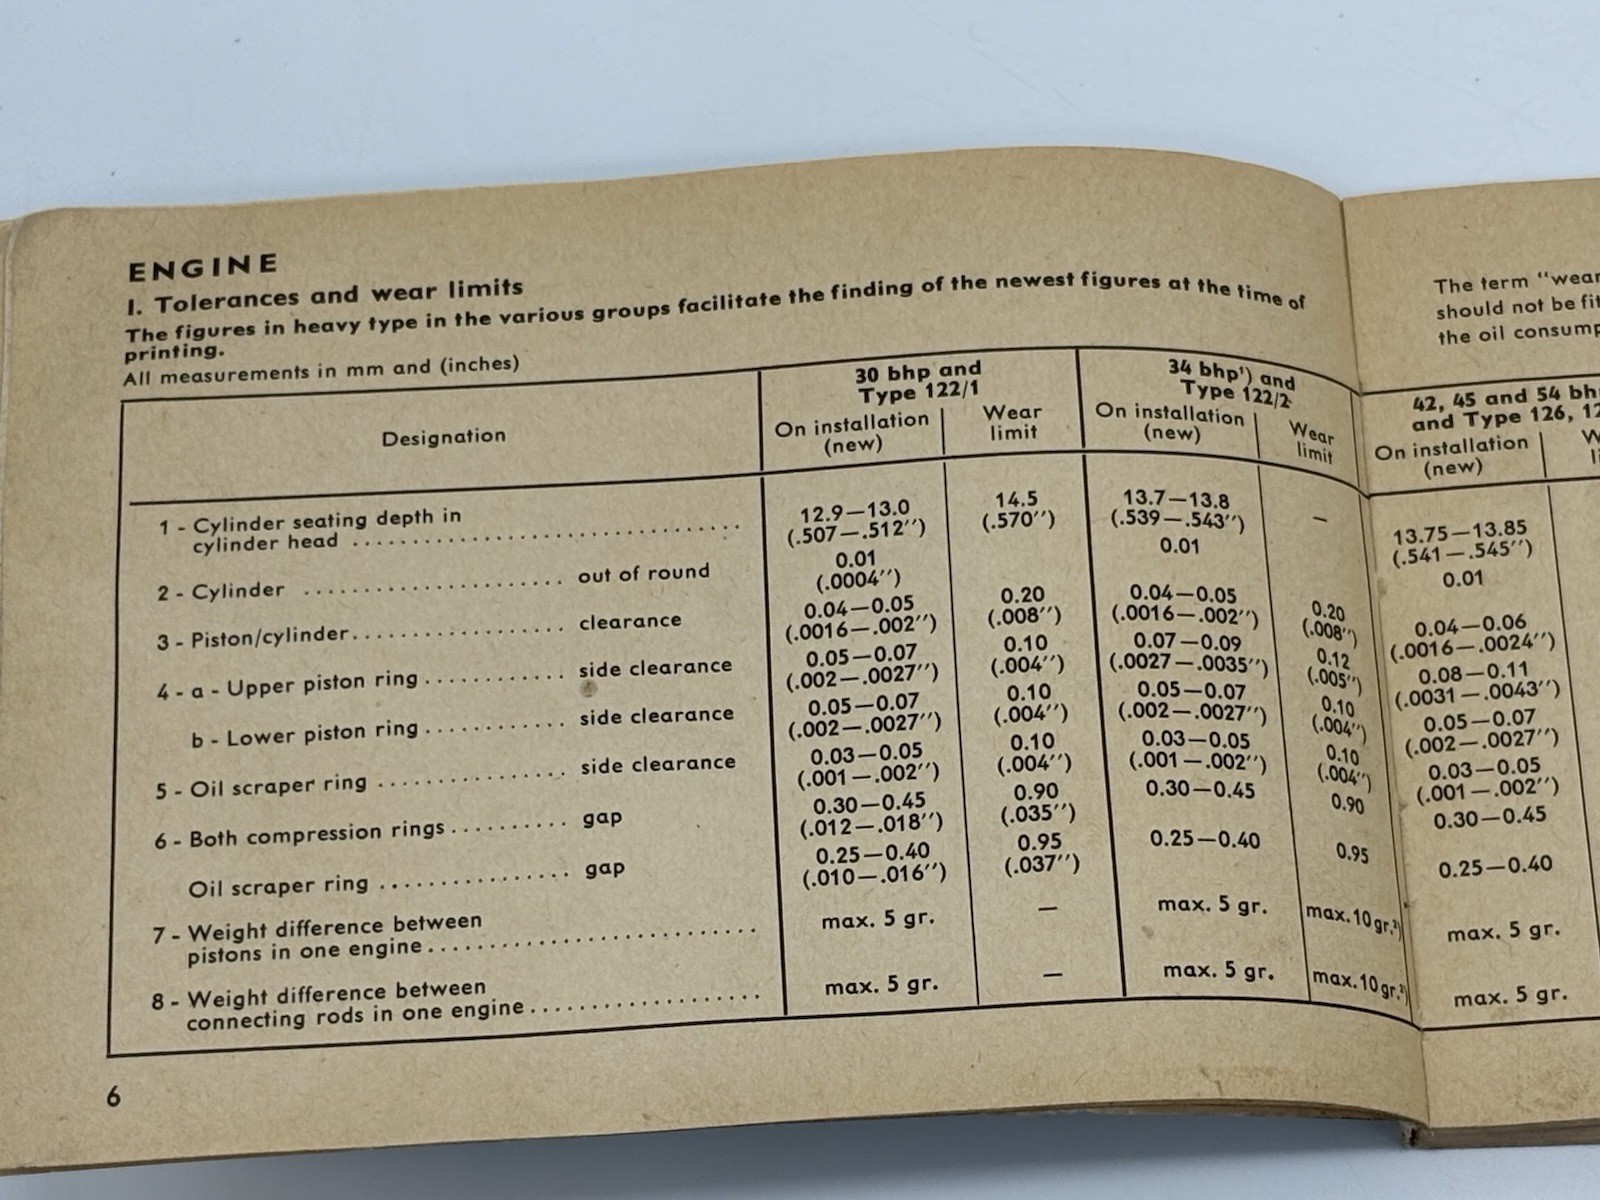 ENGINE
I. Tolerances and wear limits
The figures in heavy type in the various groups facilitate the finding of the newest figures at the time of
printing.
All measurements in mm and (inches)
Designation
30 bhp and
Type 122/1
On installation
(new)
Wear
limit
34 bhp¹) and
Type 122/2
On installation
(new)
Wear
limit
1 - Cylinder seating depth in
cylinder head ..............................
12.9—13.0
(.507—.512″)
14.5
(.570″)
13.7—13.8
(.539—.543″)
—
2 - Cylinder ...................... out of round
0.01
(.0004″)
0.01
3 - Piston/cylinder.................. clearance
0.04—0.05
(.0016—.002″)
0.20
(.008″)
0.04—0.05
(.0016—.002″)
0.20
(.008″)
4 - a - Upper piston ring............ side clearance
0.05—0.07
(.002—.0027″)
0.10
(.004″)
0.07—0.09
(.0027—.0035″)
0.12
(.005″)
b - Lower piston ring............ side clearance
0.05—0.07
(.002—.0027″)
0.10
(.004″)
0.05—0.07
(.002—.0027″)
0.10
(.004″)
5 - Oil scraper ring ................ side clearance
0.03—0.05
(.001—.002″)
0.10
(.004″)
0.03—0.05
(.001—.002″)
0.10
(.004″)
6 - Both compression rings.......... gap
0.30—0.45
(.012—.018″)
0.90
(.035″)
0.30—0.45
0.90
Oil scraper ring ................ gap
0.25—0.40
(.010—.016″)
0.95
(.037″)
0.25—0.40
0.95
7 - Weight difference between
pistons in one engine..........................
max. 5 gr.
—
max. 5 gr.
max. 10 gr.²)
8 - Weight difference between
connecting rods in one engine..................
max. 5 gr.
—
max. 5 gr.
max. 10 gr.²)
6
The term “wear
should not be fit
the oil consump
42, 45 and 54 bh
and Type 126, 12
On installation
(new)
13.75—13.85
(.541—.545″)
0.01
0.04—0.06
(.0016—.0024″)
0.08—0.11
(.0031—.0043″)
0.05—0.07
(.002—.0027″)
0.03—0.05
(.001—.002″)
0.30—0.45
0.25—0.40
max. 5 gr.
max. 5 gr.